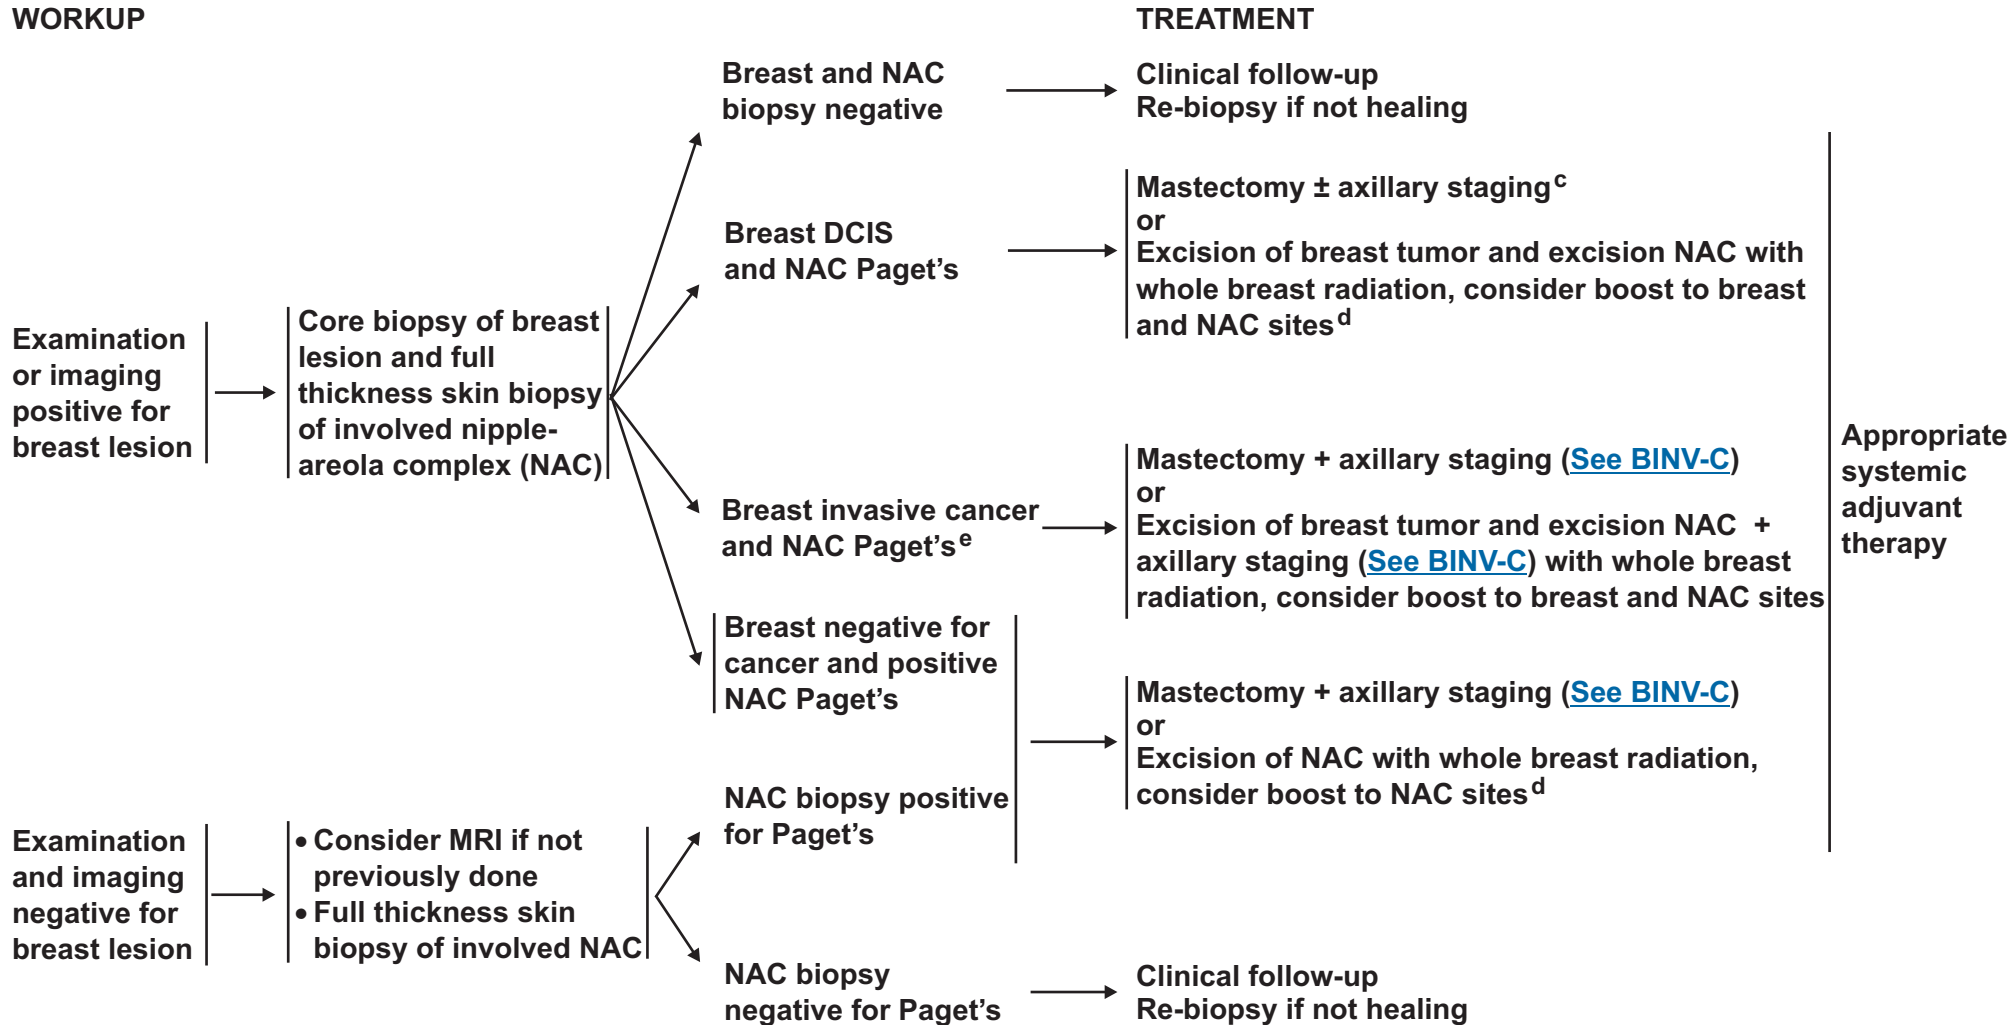 WORKUP
TREATMENT
Examination
or imaging
positive for
breast lesion
Core biopsy of breast
lesion and full
thickness skin biopsy
of involved nipple-
areola complex (NAC)
Breast and NAC
biopsy negative
Clinical follow-up
Re-biopsy if not healing
Breast DCIS
and NAC Paget’s
Mastectomy ± axillary staging c
or
Excision of breast tumor and excision NAC with
whole breast radiation, consider boost to breast
and NAC sites d
Breast invasive cancer
and NAC Paget’s e
Mastectomy + axillary staging (See BINV-C)
or
Excision of breast tumor and excision NAC +
axillary staging (See BINV-C) with whole breast
radiation, consider boost to breast and NAC sites
Breast negative for
cancer and positive
NAC Paget’s
Examination
and imaging
negative for
breast lesion
• Consider MRI if not
previously done
• Full thickness skin
biopsy of involved NAC
NAC biopsy positive
for Paget’s
Mastectomy + axillary staging (See BINV-C)
or
Excision of NAC with whole breast radiation,
consider boost to NAC sites d
NAC biopsy
negative for Paget’s
Clinical follow-up
Re-biopsy if not healing
Appropriate
systemic
adjuvant
therapy